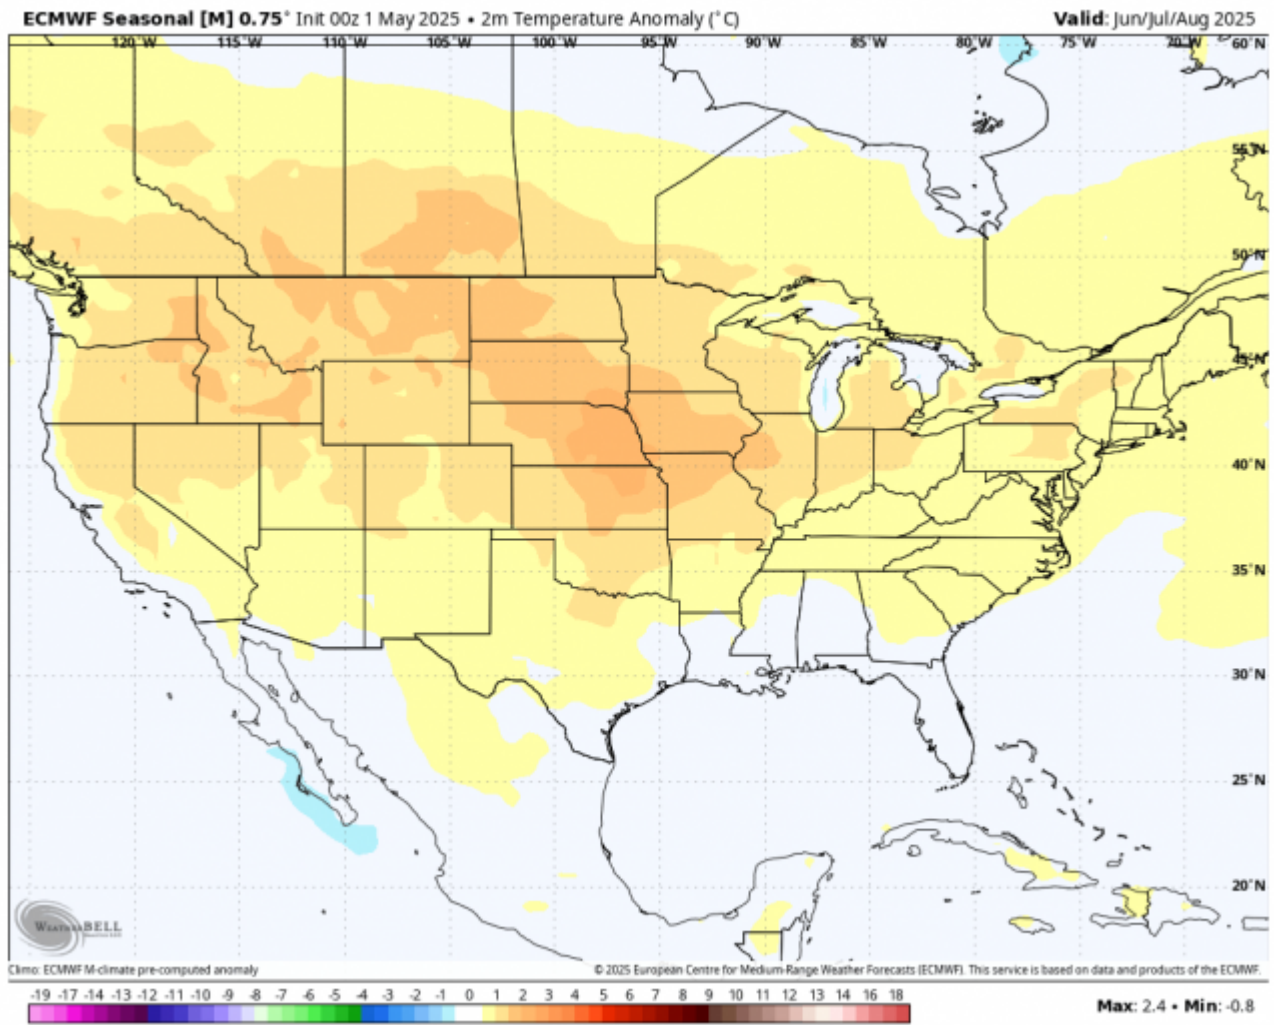 ECMWF Seasonal [M] 0.75° Init 00z 1 May 2025 • 2m Temperature Anomaly (°C) Valid: Jun/Jul/Aug 2025
120°W 115°W 110°W 105°W 100°W 95°W 90°W 85°W 80°W 75°W 70°W 60°N
55°N
50°N
45°N
40°N
35°N
30°N
25°N
20°N
WEATHERBELL
Climo: ECMWF M-climate pre-computed anomaly © 2025 European Centre for Medium-Range Weather Forecasts (ECMWF). This service is based on data and products of the ECMWF.
-19 -17 -14 -13 -12 -11 -10 -9 -8 -7 -6 -5 -4 -3 -2 -1 0 1 2 3 4 5 6 7 8 9 10 11 12 13 14 16 18
Max: 2.4 • Min: -0.8